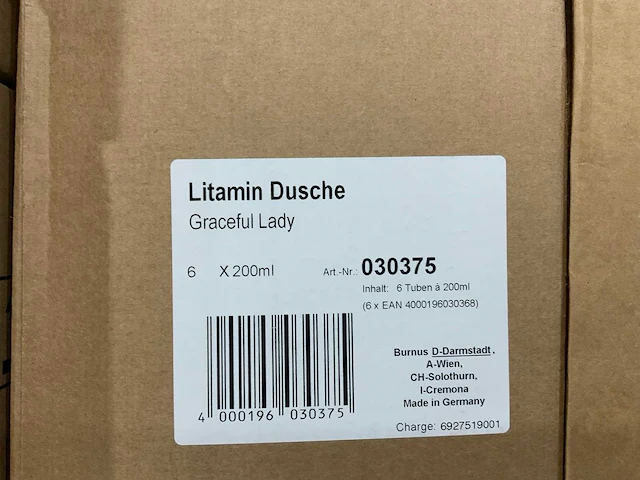 Litamin Dusche
Graceful Lady
6 X 200ml Art.-Nr.: 030375
Inhalt: 6 Tuben à 200ml
(6 x EAN 4000196030368)
Burnus D-Darmstadt,
A-Wien,
CH-Solothurn,
I-Cremona
Made in Germany
4 000196 030375
Charge: 6927519001